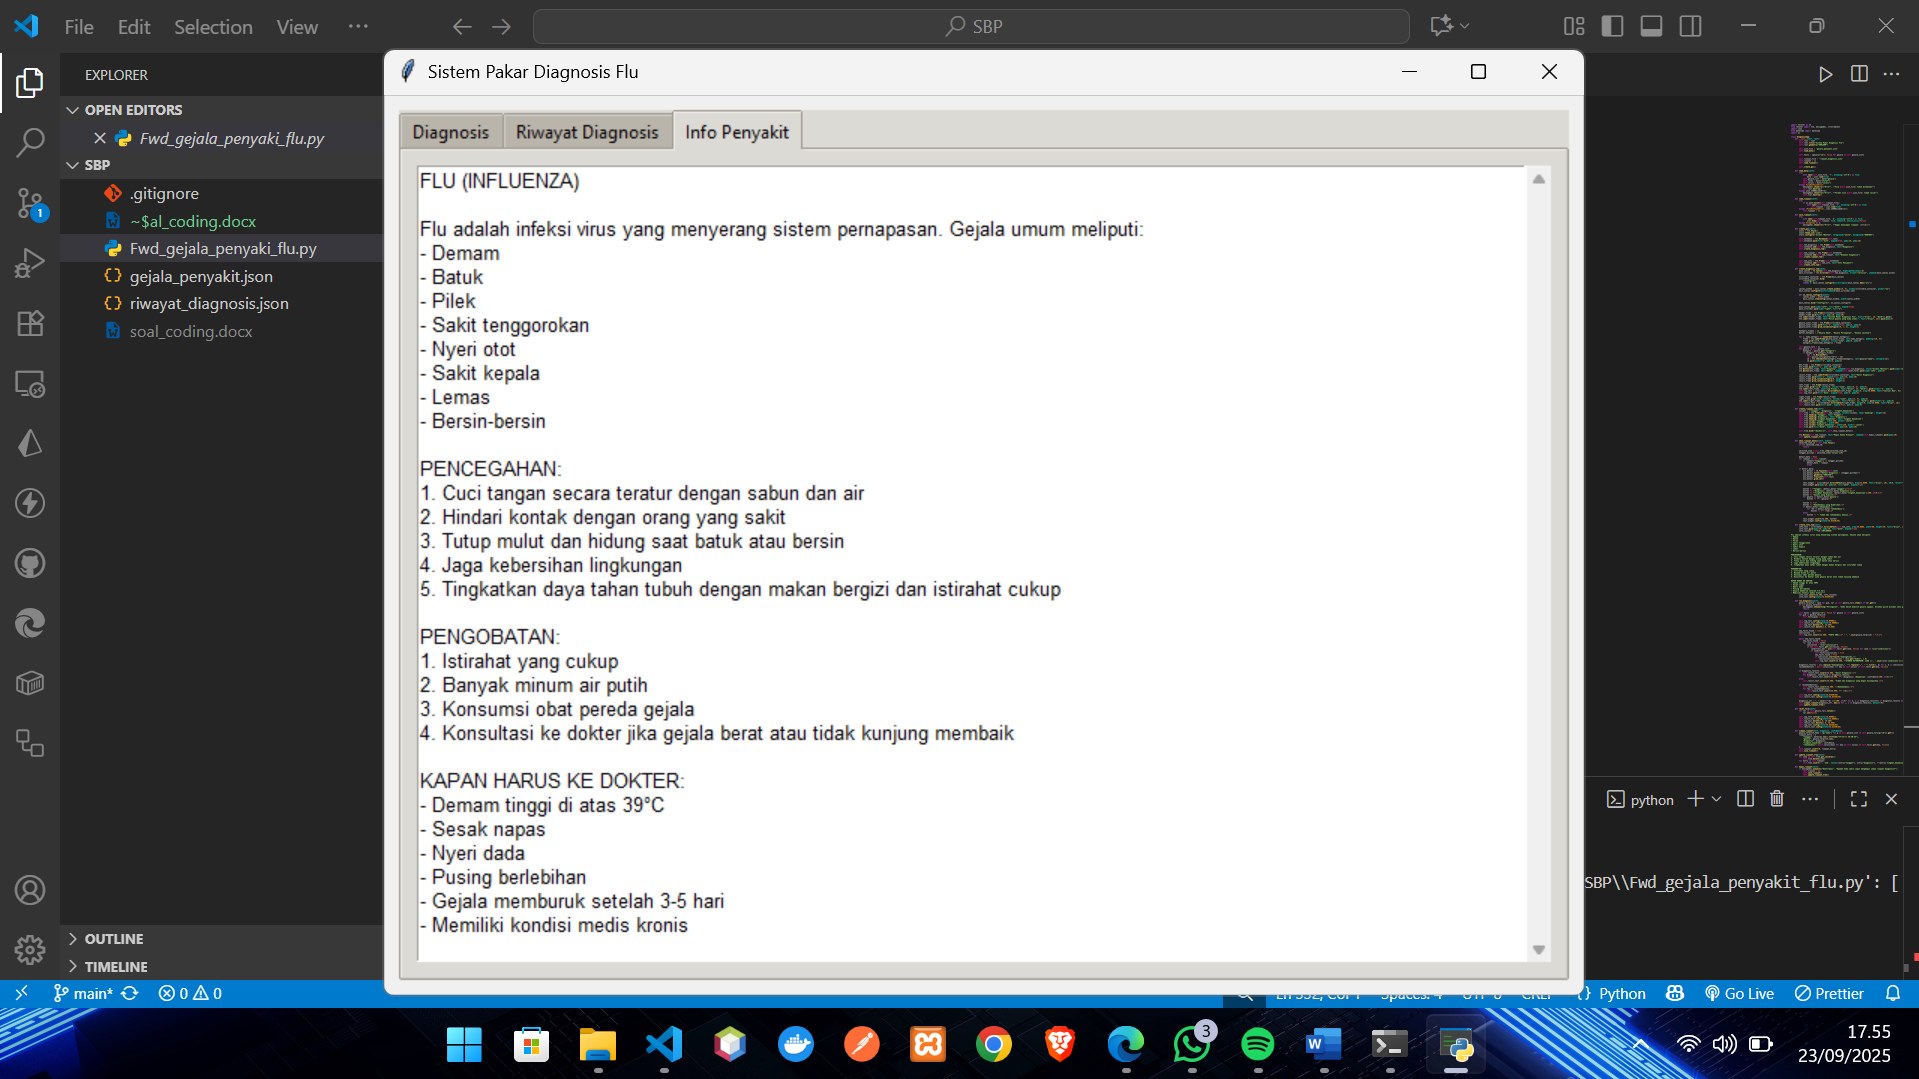 File Edit Selection View ···
SBP
EXPLORER
OPEN EDITORS
Fwd_gejala_penyaki_flu.py
SBP
.gitignore
~$al_coding.docx
Fwd_gejala_penyaki_flu.py
gejala_penyakit.json
riwayat_diagnosis.json
soal_coding.docx
OUTLINE
TIMELINE
1
Sistem Pakar Diagnosis Flu
Diagnosis Riwayat Diagnosis Info Penyakit
FLU (INFLUENZA)
Flu adalah infeksi virus yang menyerang sistem pernapasan. Gejala umum meliputi:
- Demam
- Batuk
- Pilek
- Sakit tenggorokan
- Nyeri otot
- Sakit kepala
- Lemas
- Bersin-bersin
PENCEGAHAN:
1. Cuci tangan secara teratur dengan sabun dan air
2. Hindari kontak dengan orang yang sakit
3. Tutup mulut dan hidung saat batuk atau bersin
4. Jaga kebersihan lingkungan
5. Tingkatkan daya tahan tubuh dengan makan bergizi dan istirahat cukup
PENGOBATAN:
1. Istirahat yang cukup
2. Banyak minum air putih
3. Konsumsi obat pereda gejala
4. Konsultasi ke dokter jika gejala berat atau tidak kunjung membaik
KAPAN HARUS KE DOKTER:
- Demam tinggi di atas 39°C
- Sesak napas
- Nyeri dada
- Pusing berlebihan
- Gejala memburuk setelah 3-5 hari
- Memiliki kondisi medis kronis
python
SBP\\Fwd_gejala_penyakit_flu.py': [
main* 0 0
Python Go Live Prettier
3
17.55
23/09/2025